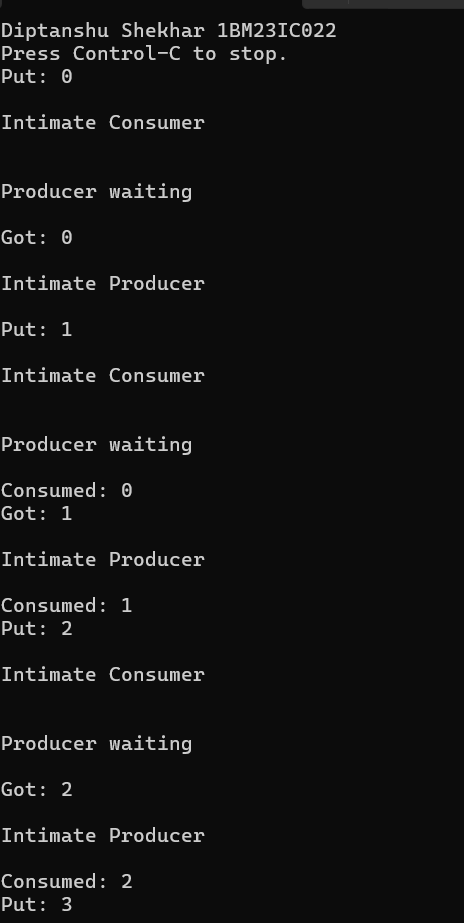 Diptanshu Shekhar 1BM23IC022
Press Control-C to stop.
Put: 0
Intimate Consumer
Producer waiting
Got: 0
Intimate Producer
Put: 1
Intimate Consumer
Producer waiting
Consumed: 0
Got: 1
Intimate Producer
Consumed: 1
Put: 2
Intimate Consumer
Producer waiting
Got: 2
Intimate Producer
Consumed: 2
Put: 3